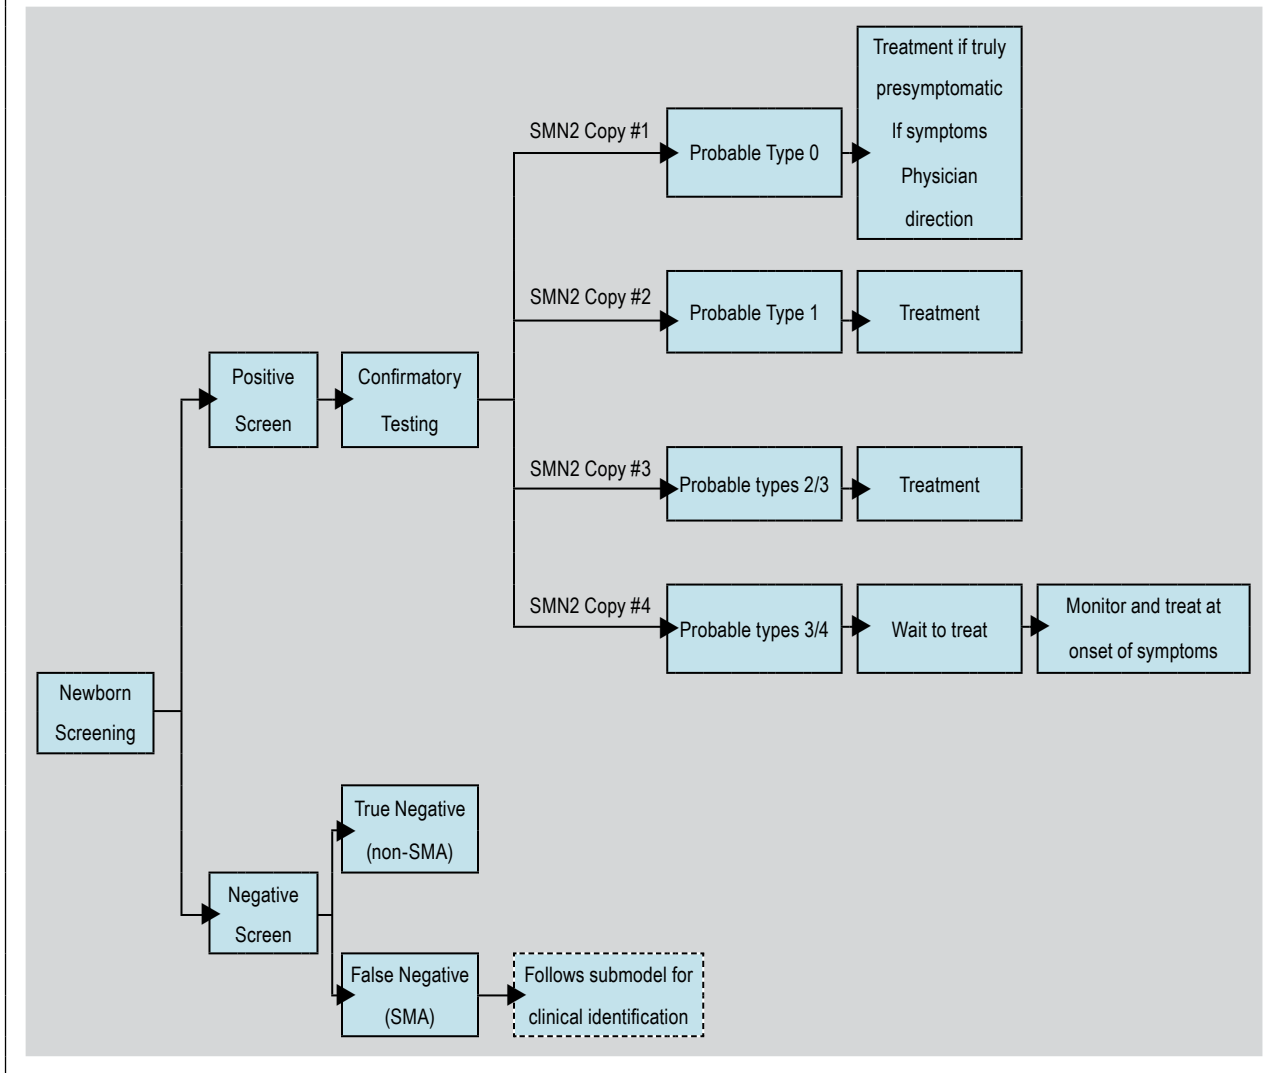 Treatment if truly
presymptomatic
If symptoms
Physician
direction
SMN2 Copy #1
Probable Type 0
SMN2 Copy #2
Probable Type 1
Treatment
Positive
Screen
Confirmatory
Testing
SMN2 Copy #3
Probable types 2/3
Treatment
SMN2 Copy #4
Probable types 3/4
Wait to treat
Monitor and treat at
onset of symptoms
Newborn
Screening
True Negative
(non-SMA)
Negative
Screen
False Negative
(SMA)
Follows submodel for
clinical identification